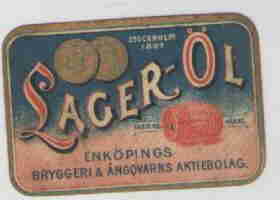 STOCKHOLM
1897
LAGER-ÖL
ENKÖPINGS
BRYGGERI & ÅNGQVARNS AKTIEBOLAG.